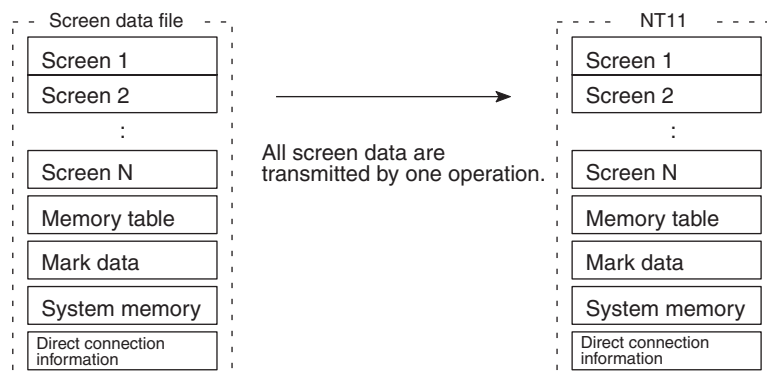 Screen data file
Screen 1
Screen 2
:
Screen N
Memory table
Mark data
System memory
Direct connection
information
All screen data are
transmitted by one operation.
NT11
Screen 1
Screen 2
:
Screen N
Memory table
Mark data
System memory
Direct connection
information